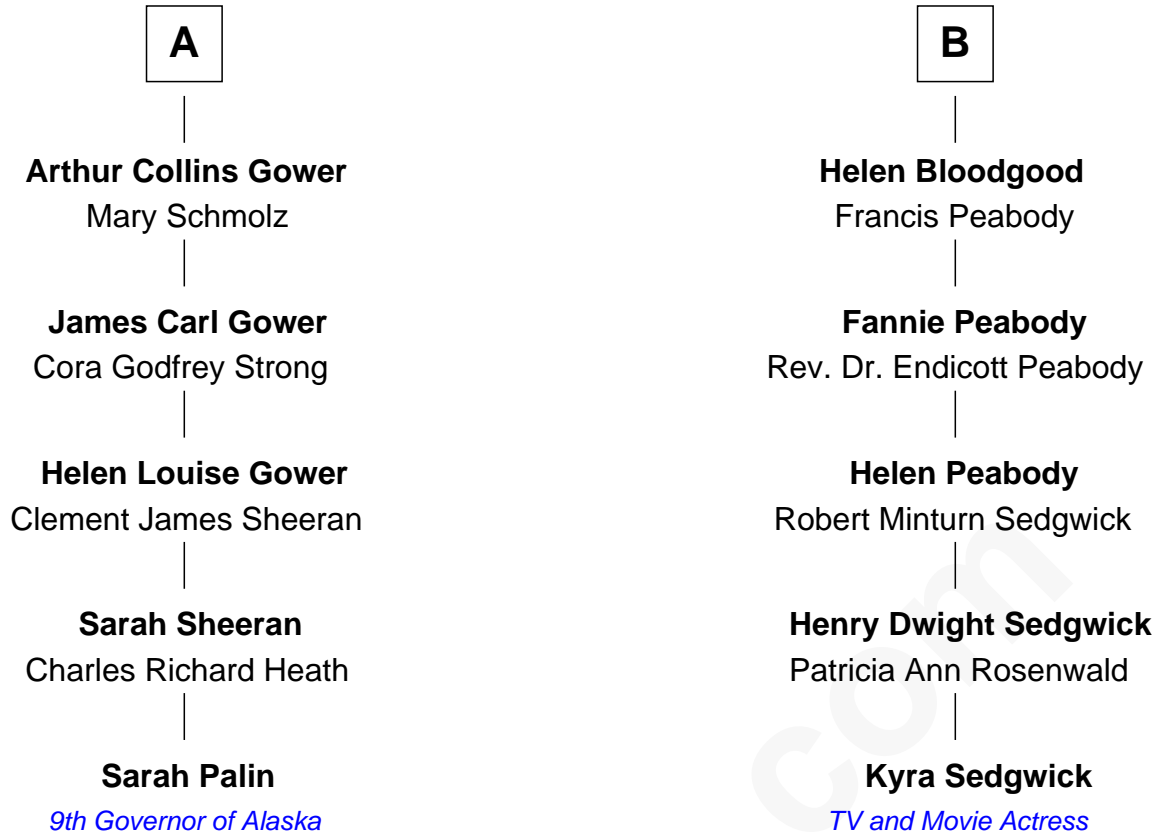 A
Arthur Collins Gower
Mary Schmolz
James Carl Gower
Cora Godfrey Strong
Helen Louise Gower
Clement James Sheeran
Sarah Sheeran
Charles Richard Heath
Sarah Palin
9th Governor of Alaska
B
Helen Bloodgood
Francis Peabody
Fannie Peabody
Rev. Dr. Endicott Peabody
Helen Peabody
Robert Minturn Sedgwick
Henry Dwight Sedgwick
Patricia Ann Rosenwald
Kyra Sedgwick
TV and Movie Actress
com